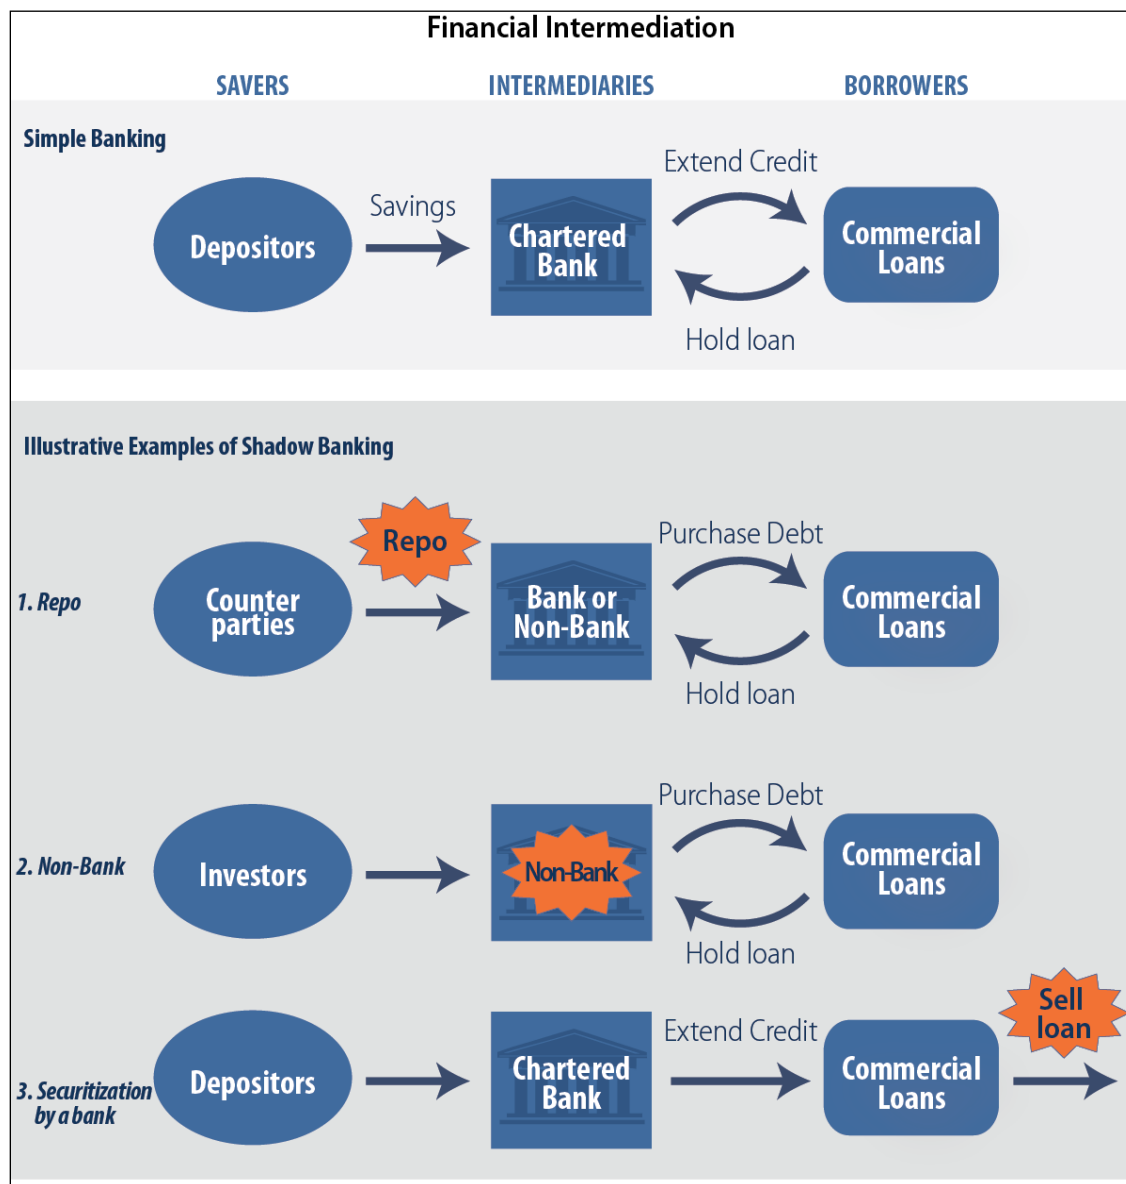 Financial Intermediation
SAVERS
INTERMEDIARIES
BORROWERS
Simple Banking
Extend Credit
Savings
Depositors
Chartered
Bank
Commercial
Loans
Hold loan
Illustrative Examples of Shadow Banking
Repo
Purchase Debt
1. Repo
Counter
parties
Bank or
Non-Bank
Commercial
Loans
Hold loan
Purchase Debt
2. Non-Bank
Investors
Non-Bank
Commercial
Loans
Hold loan
Sell
loan
Extend Credit
3. Securitization
by a bank
Depositors
Chartered
Bank
Commercial
Loans